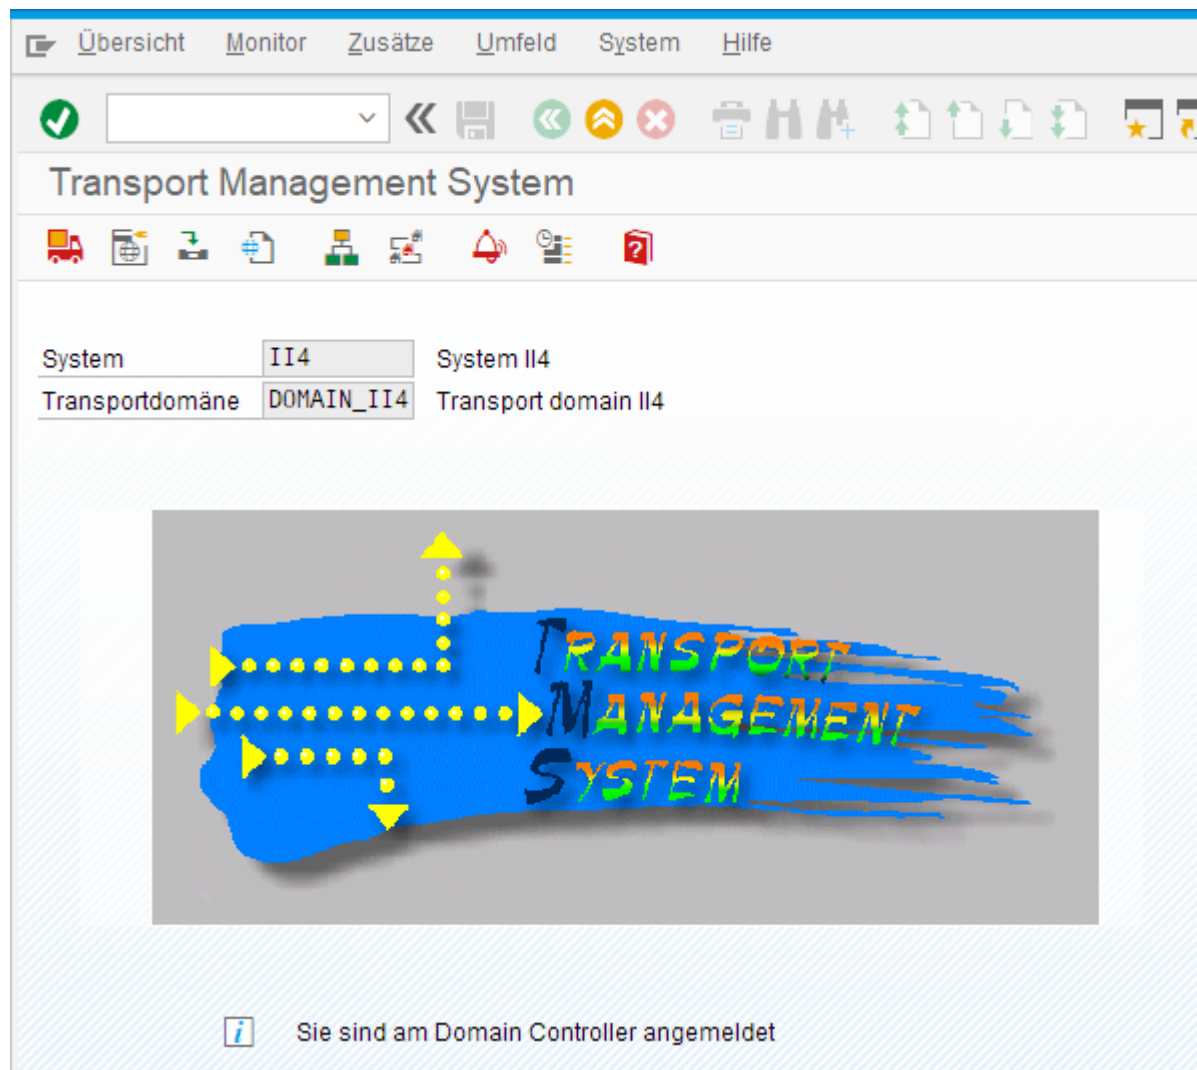 Übersicht Monitor Zusätze Umfeld System Hilfe
Transport Management System
System II4 System II4
Transportdomäne DOMAIN_II4 Transport domain II4
TRANSPORT
MANAGEMENT
SYSTEM
Sie sind am Domain Controller angemeldet